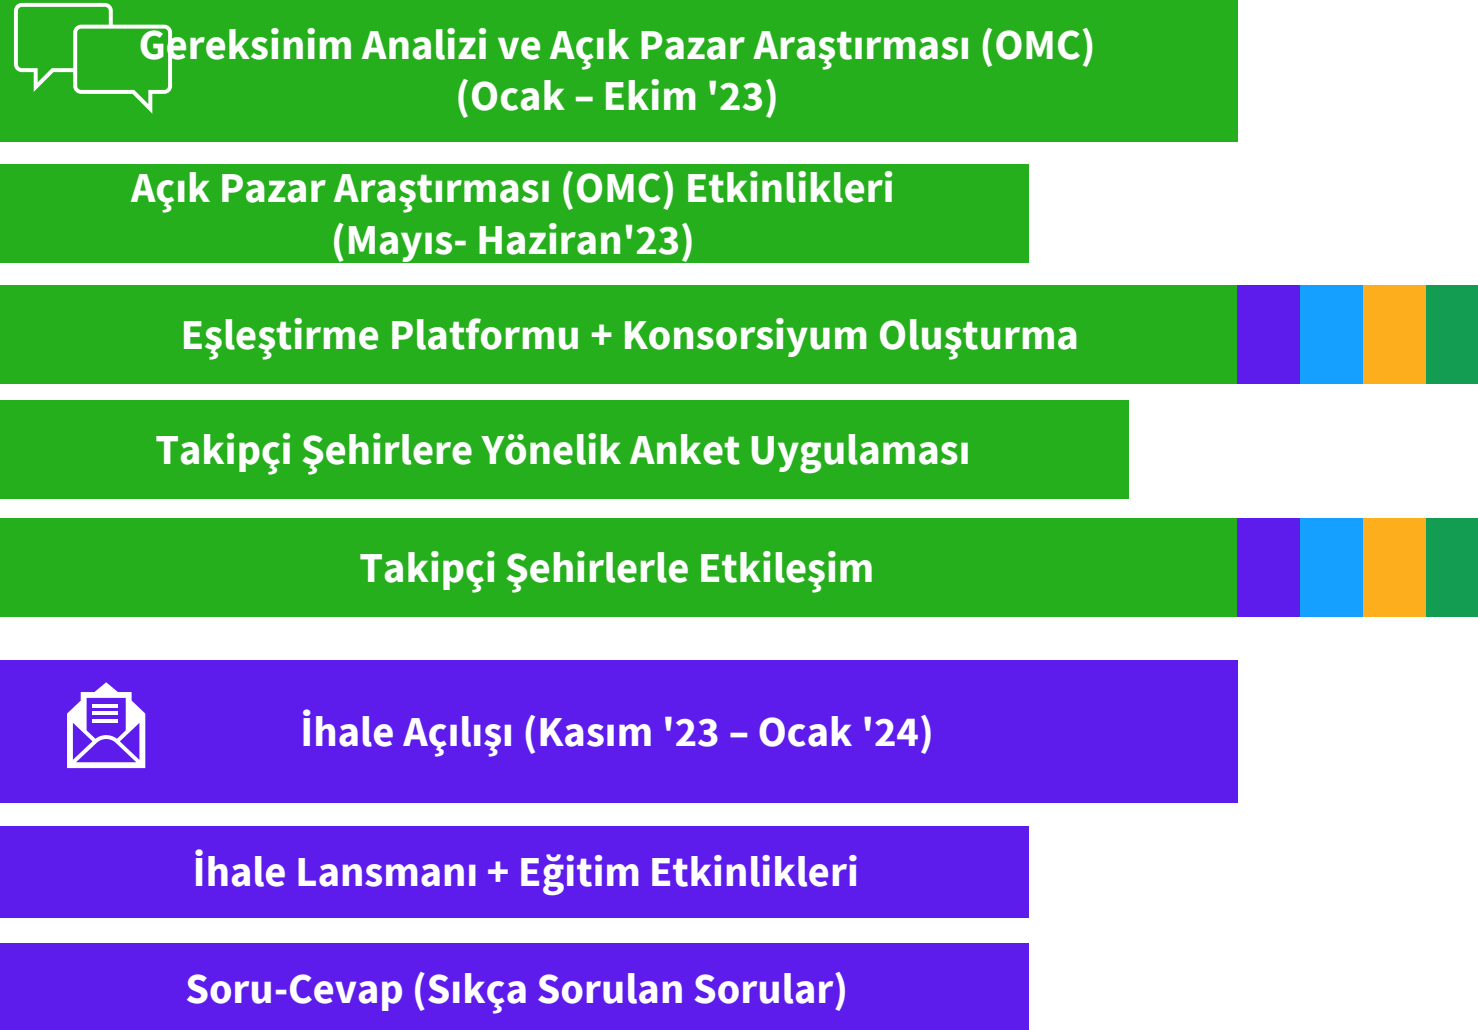 Gereksinim Analizi ve Açık Pazar Araştırması (OMC)
(Ocak – Ekim '23)
Açık Pazar Araştırması (OMC) Etkinlikleri
(Mayıs- Haziran'23)
Eşleştirme Platformu + Konsorsiyum Oluşturma
Takipçi Şehirlere Yönelik Anket Uygulaması
Takipçi Şehirlerle Etkileşim
İhale Açılışı (Kasım '23 – Ocak '24)
İhale Lansmanı + Eğitim Etkinlikleri
Soru-Cevap (Sıkça Sorulan Sorular)